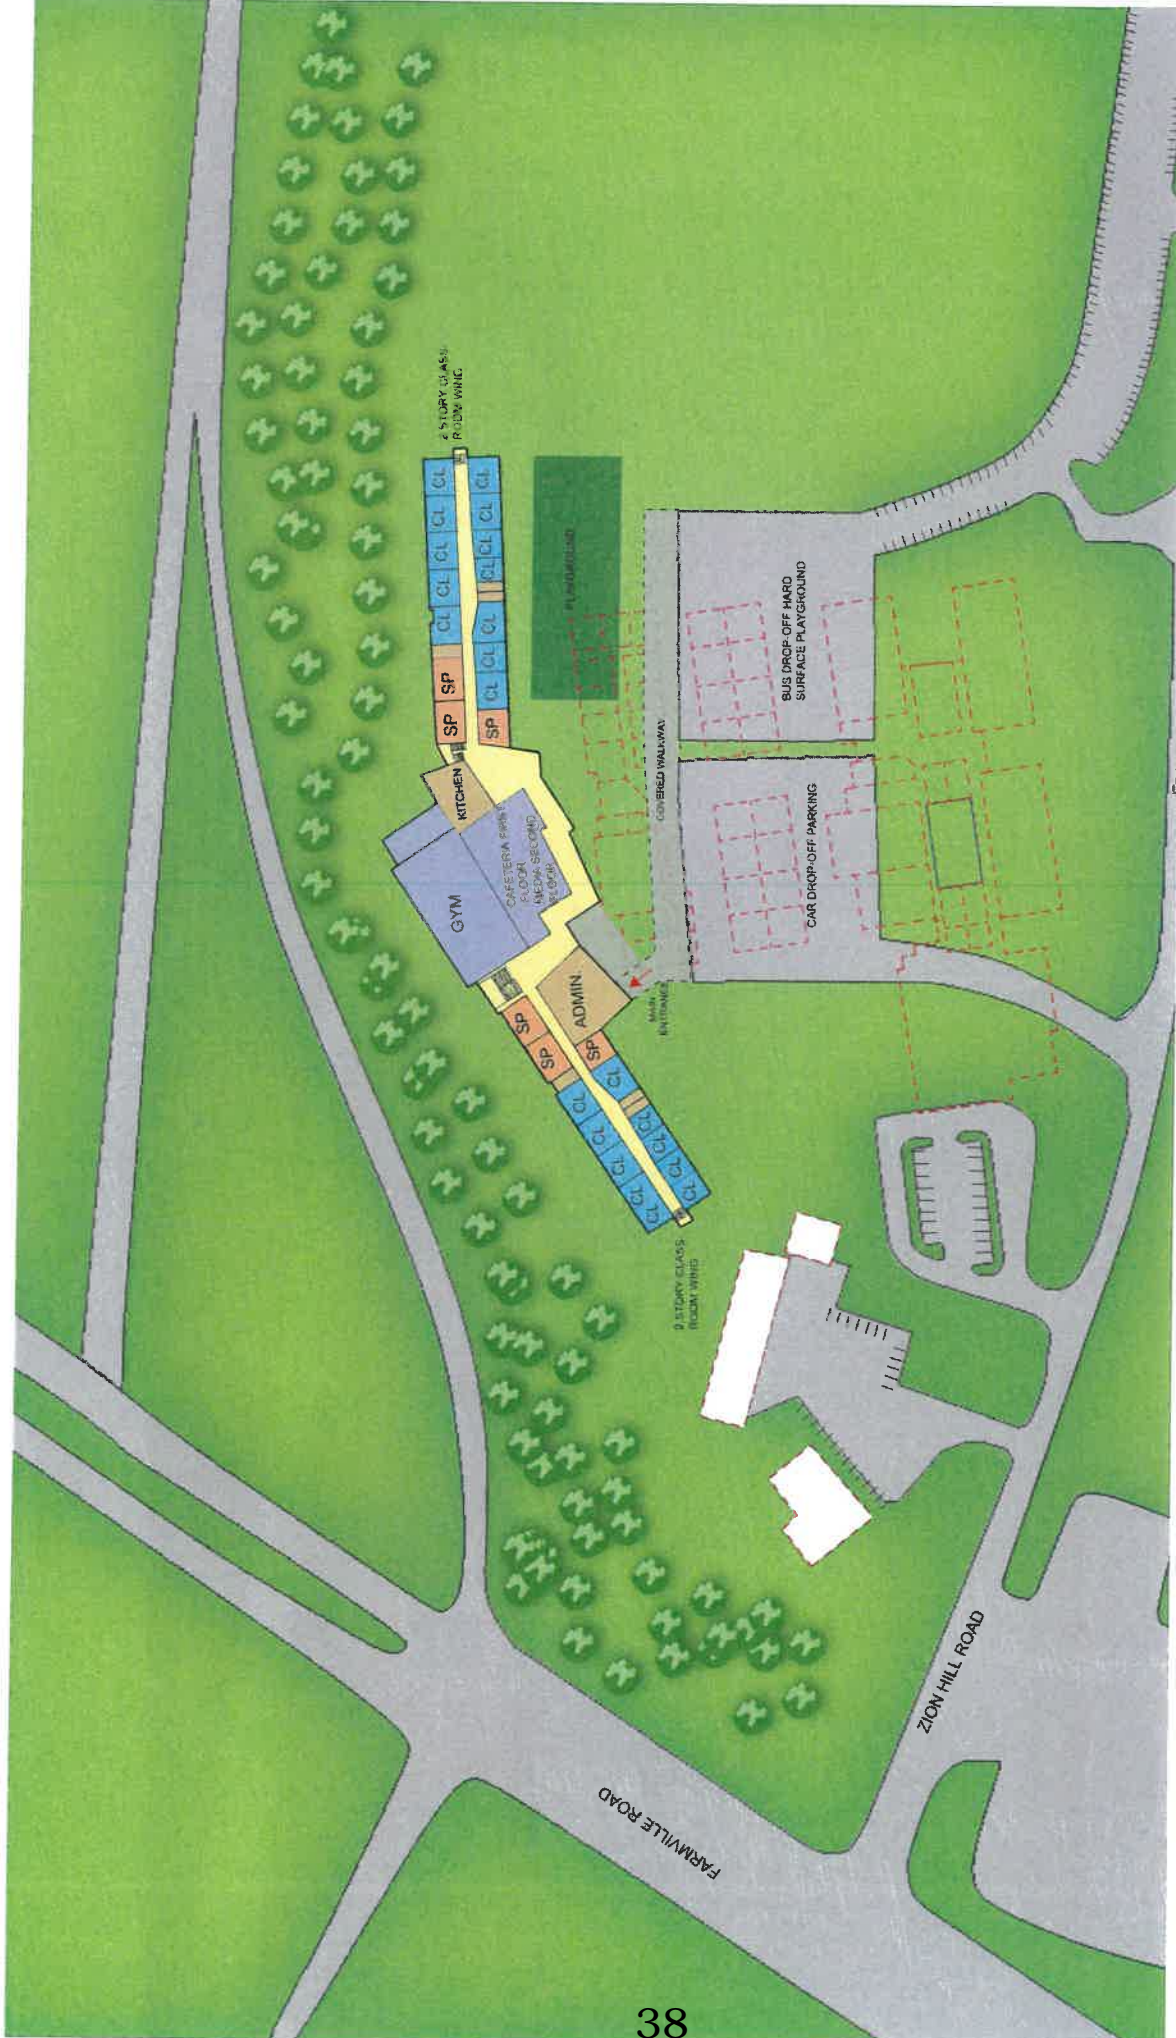 2 STORY CLASS
ROOM WING
CL
CL
CL
CL
CL
SP
SP
CL
CL
CL
CL
CL
CL
SP
KITCHEN
PLAYGROUND
GYM
CAFETERIA FIRST
FLOOR
MEDIA SECOND
FLOOR
COVERED WALKWAY
BUS DROP-OFF HARD
SURFACE PLAYGROUND
CAR DROP-OFF PARKING
ADMIN.
MAIN
ENTRANCE
SP
SP
SP
CL
CL
CL
CL
CL
CL
CL
CL
CL
CL
2 STORY CLASS
ROOM WING
ZION HILL ROAD
FARMVILLE ROAD
38